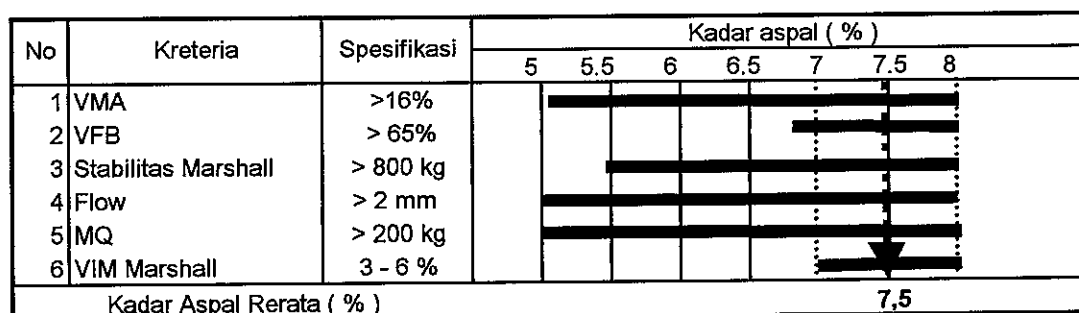 No Kreteria Spesifikasi Kadar aspal ( % )
5 5.5 6 6,5 7 7.5 8
1 VMA >16%
2 VFB > 65%
3 Stabilitas Marshall > 800 kg
4 Flow > 2 mm
5 MQ > 200 kg
6 VIM Marshall 3 - 6 %
Kadar Aspal Rerata ( % ) 7,5